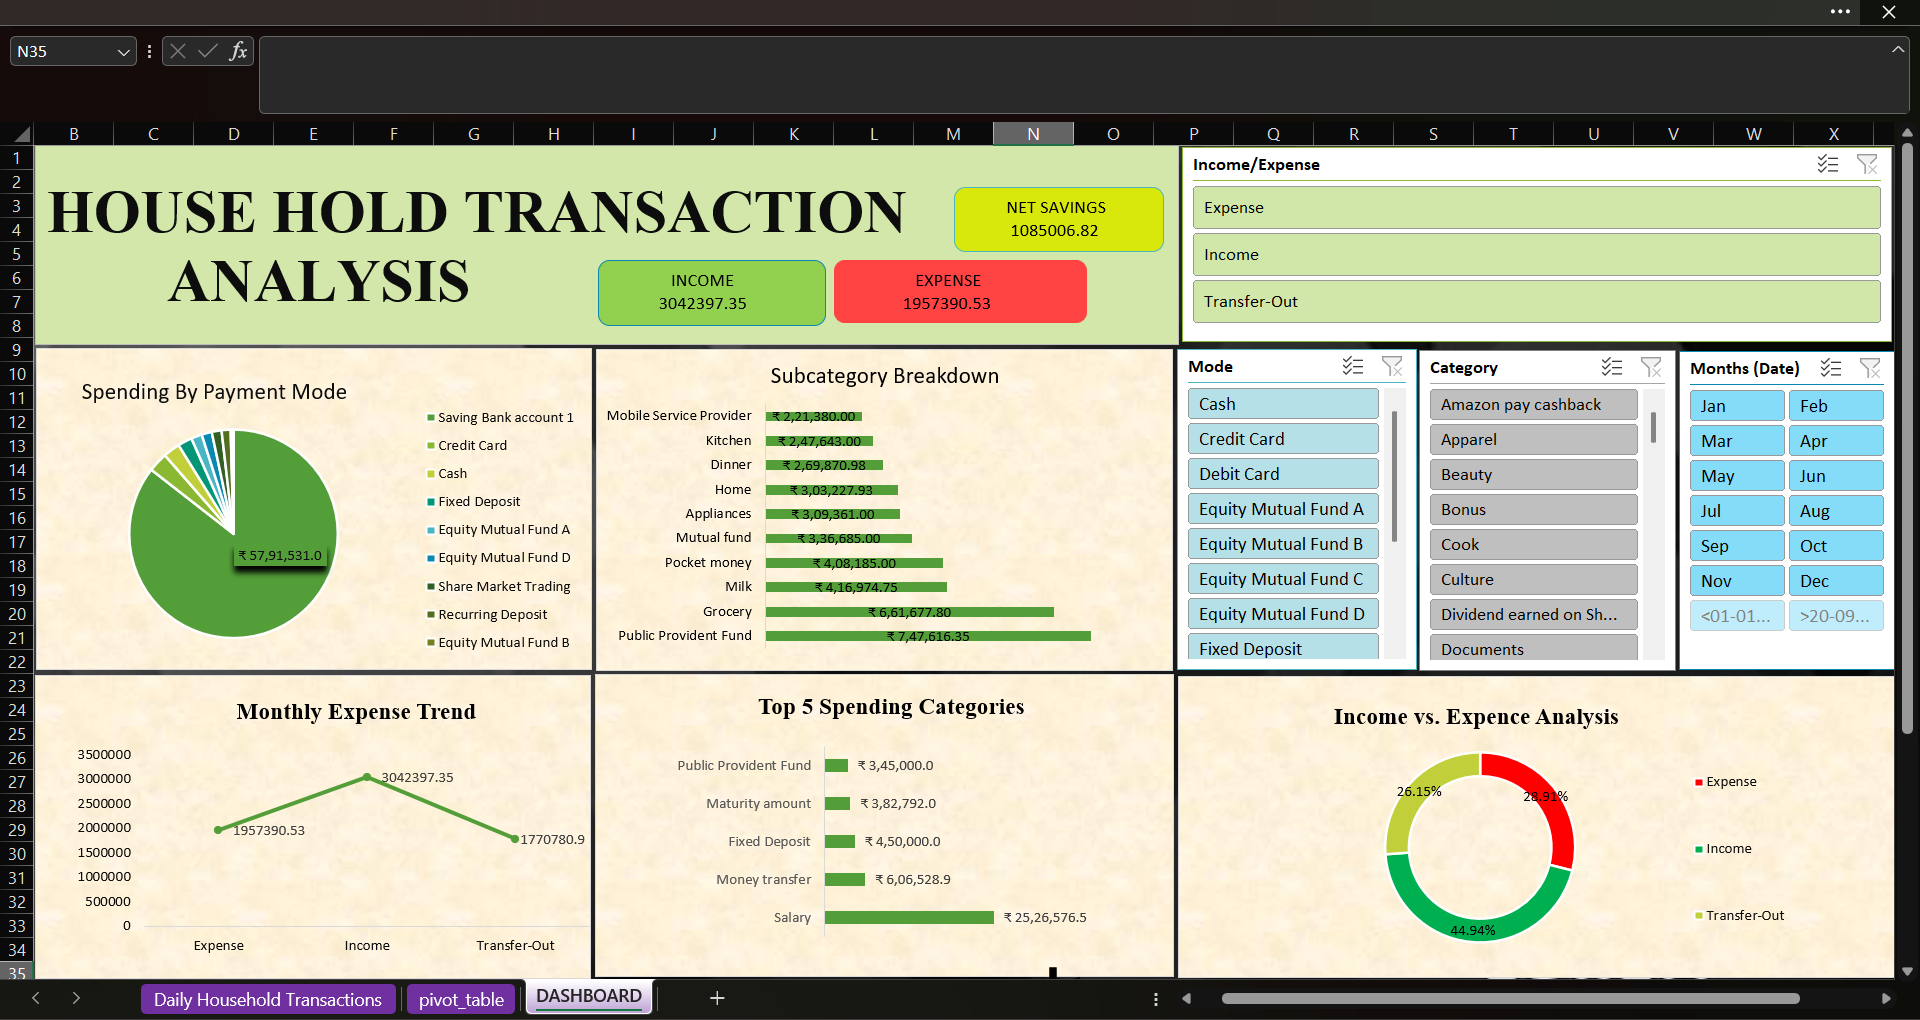 N35
fx
B C D E F G H I J K L M N O P Q R S T U V W X
1
2
3
4
5
6
7
8
9
10
11
12
13
14
15
16
17
18
19
20
21
22
23
24
25
26
27
28
29
30
31
32
33
34
35
HOUSE HOLD TRANSACTION
ANALYSIS
NET SAVINGS
1085006.82
INCOME
3042397.35
EXPENSE
1957390.53
Income/Expense
Expense
Income
Transfer-Out
Spending By Payment Mode
₹ 57,91,531.0
Saving Bank account 1
Credit Card
Cash
Fixed Deposit
Equity Mutual Fund A
Equity Mutual Fund D
Share Market Trading
Recurring Deposit
Equity Mutual Fund B
Subcategory Breakdown
Mobile Service Provider ₹ 2,21,380.00
Kitchen ₹ 2,47,643.00
Dinner ₹ 2,69,870.98
Home ₹ 3,03,227.93
Appliances ₹ 3,09,361.00
Mutual fund ₹ 3,36,685.00
Pocket money ₹ 4,08,185.00
Milk ₹ 4,16,974.75
Grocery ₹ 6,61,677.80
Public Provident Fund ₹ 7,47,616.35
Mode
Cash
Credit Card
Debit Card
Equity Mutual Fund A
Equity Mutual Fund B
Equity Mutual Fund C
Equity Mutual Fund D
Fixed Deposit
Category
Amazon pay cashback
Apparel
Beauty
Bonus
Cook
Culture
Dividend earned on Sh...
Documents
Months (Date)
Jan Feb
Mar Apr
May Jun
Jul Aug
Sep Oct
Nov Dec
<01-01... >20-09...
Monthly Expense Trend
3500000
3000000
2500000
2000000
1500000
1000000
500000
0
1957390.53
3042397.35
1770780.9
Expense Income Transfer-Out
Top 5 Spending Categories
Public Provident Fund ₹ 3,45,000.0
Maturity amount ₹ 3,82,792.0
Fixed Deposit ₹ 4,50,000.0
Money transfer ₹ 6,06,528.9
Salary ₹ 25,26,576.5
Income vs. Expence Analysis
26.15%
28.91%
44.94%
Expense
Income
Transfer-Out
Daily Household Transactions pivot_table DASHBOARD